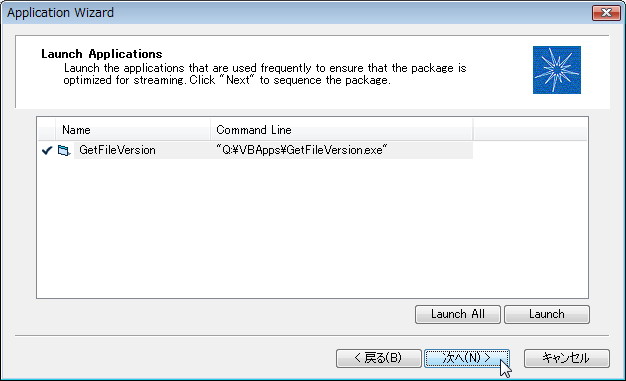 Application Wizard
Launch Applications
Launch the applications that are used frequently to ensure that the package is
optimized for streaming. Click "Next" to sequence the package.
Name Command Line
GetFileVersion "Q:¥VBApps¥GetFileVersion.exe"
Launch All Launch
< 戻る(B) 次へ(N) > キャンセル